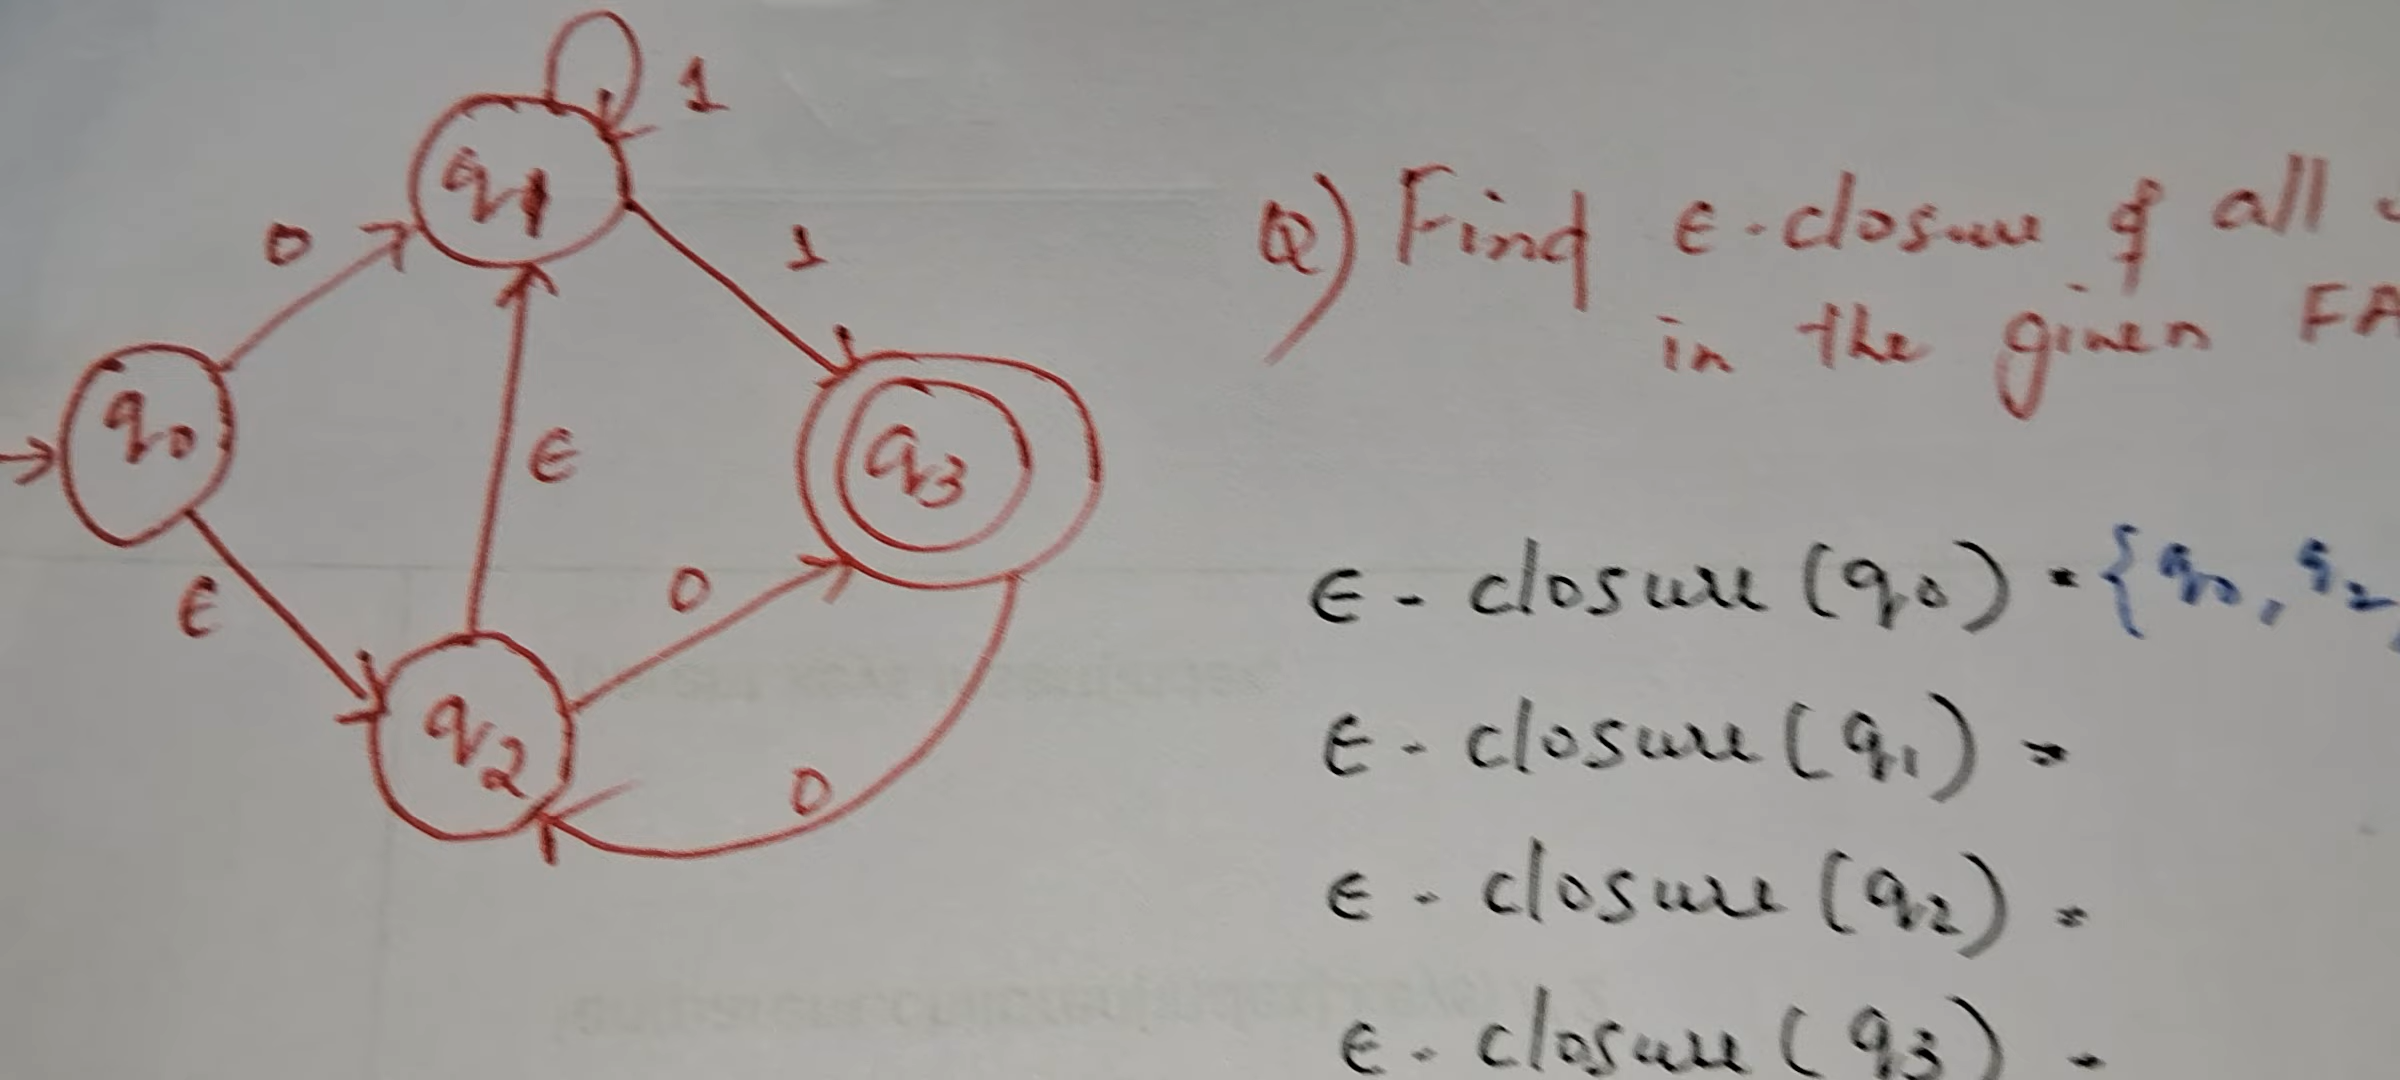 1
q1
0
1
Q) Find ε-closure of all
in the given FA
q0
ε
q3
ε
0
q2
0
ε - closure (q0) = {q0, q2,
ε - closure (q1) =
ε - closure (q2) =
ε - closure (q3) =